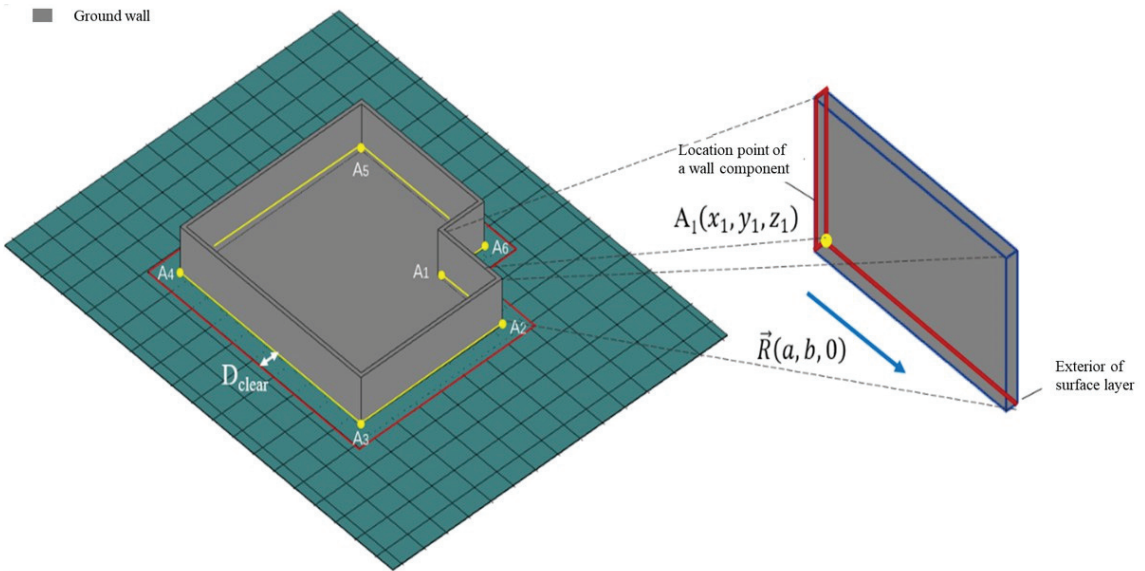 Ground wall
A5
A6
A1
A4
A2
D clear
A3
Location point of
a wall component
A₁(x₁, y₁, z₁)
R⃗(a, b, 0)
Exterior of
surface layer